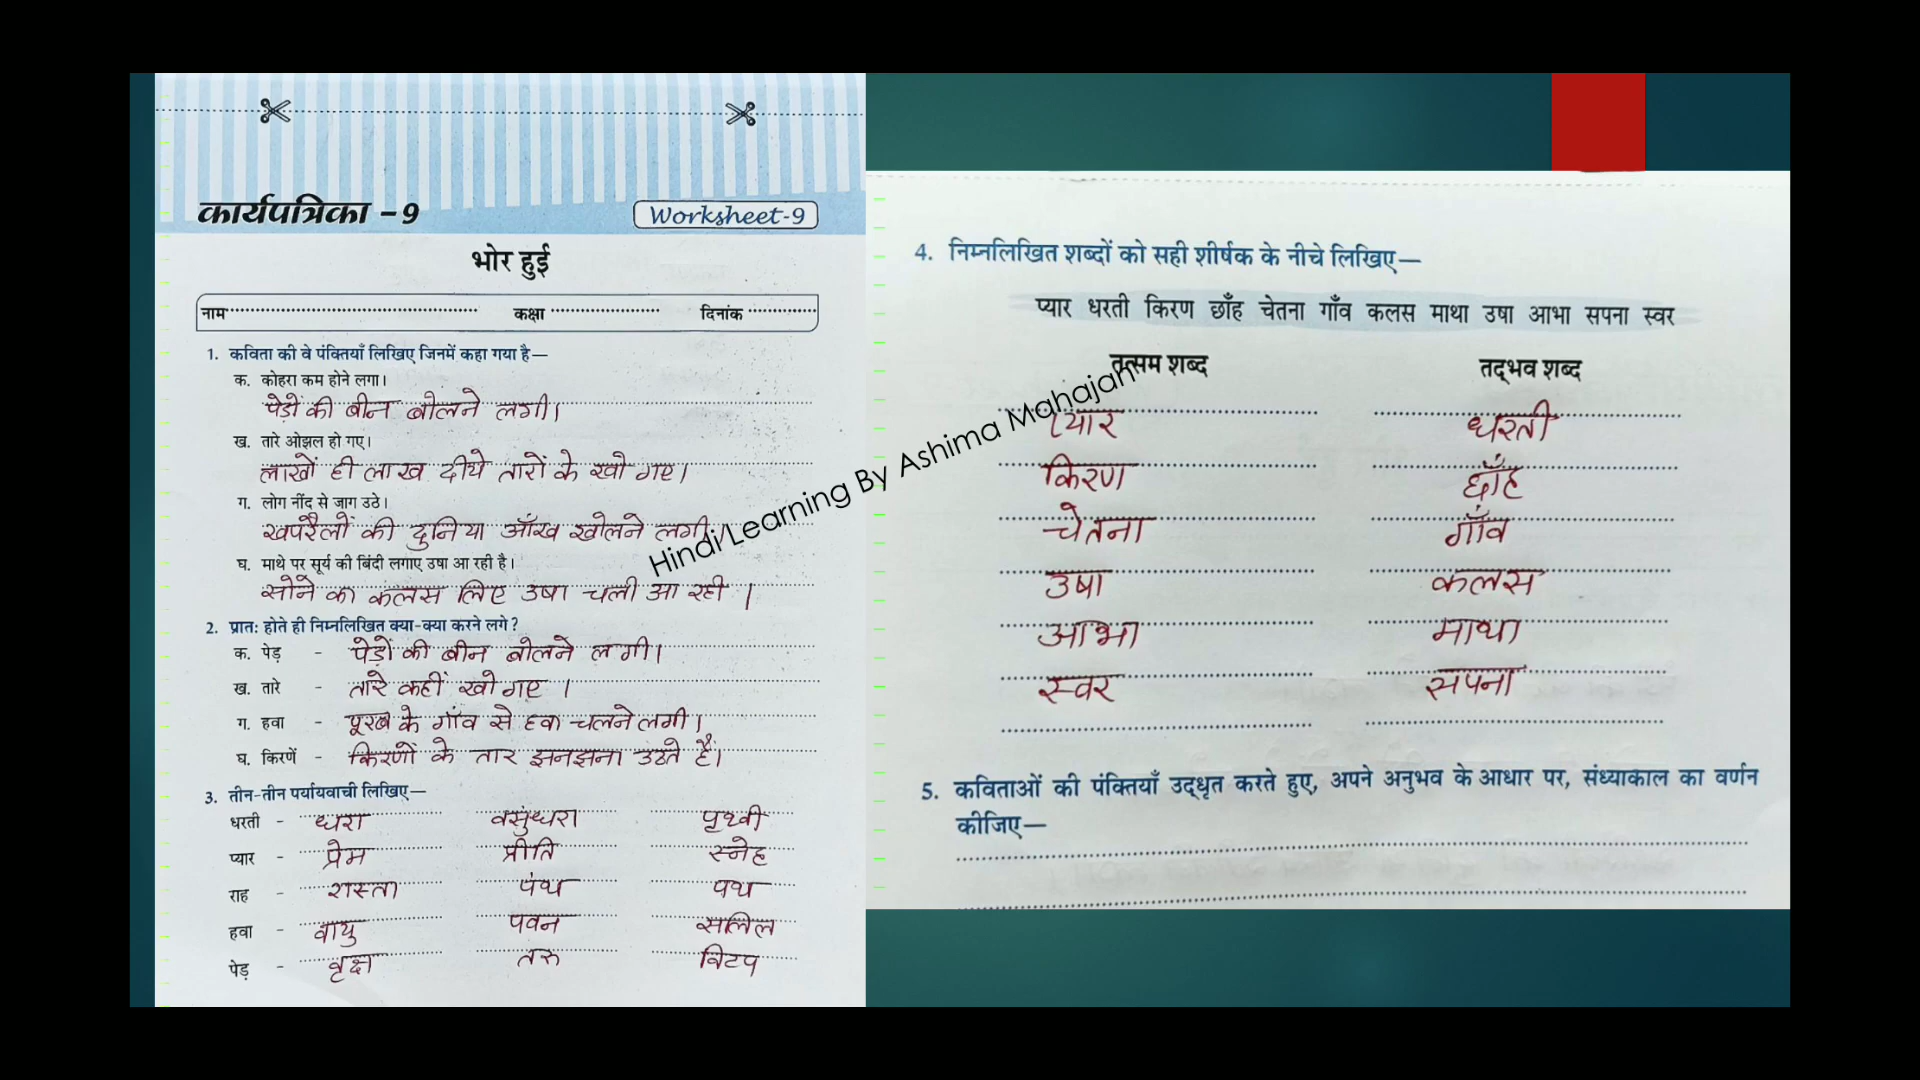 कार्यपत्रिका -9
Worksheet-9
भोर हुई
नाम कक्षा दिनांक
1. कविता की वे पंक्तियाँ लिखिए जिनमें कहा गया है—
क. कोहरा कम होने लगा।
पेड़ों की बीन बोलने लगी।
ख. तारे ओझल हो गए।
लाखों ही लाख दीये तारों के खो गए।
ग. लोग नींद से जाग उठे।
खपरैलों की दुनिया आँख खोलने लगी।
घ. माथे पर सूर्य की बिंदी लगाए उषा आ रही है।
सोने का कलस लिए उषा चली आ रही ।
2. प्रातः होते ही निम्नलिखित क्या-क्या करने लगे?
क. पेड़ - पेड़ों की बीन बोलने लगी।
ख. तारे - तारे कहीं खो गए ।
ग. हवा - पूरब के गाँव से हवा चलने लगी।
घ. किरणें - किरणों के तार झनझना उठते हैं।
3. तीन-तीन पर्यायवाची लिखिए—
धरती - धरा वसुंधरा पृथ्वी
प्यार - प्रेम प्रीति स्नेह
राह - रास्ता पंथ पथ
हवा - वायु पवन सलिल
पेड़ - वृक्ष तरु विटप
Hindi Learning By Ashima Mahajan
4. निम्नलिखित शब्दों को सही शीर्षक के नीचे लिखिए—
प्यार धरती किरण छाँह चेतना गाँव कलस माथा उषा आभा सपना स्वर
तत्सम शब्द तद्भव शब्द
प्यार धरती
किरण छाँह
चेतना गाँव
उषा कलस
आभा माथा
स्वर सपना
5. कविताओं की पंक्तियाँ उद्धृत करते हुए, अपने अनुभव के आधार पर, संध्याकाल का वर्णन
कीजिए—